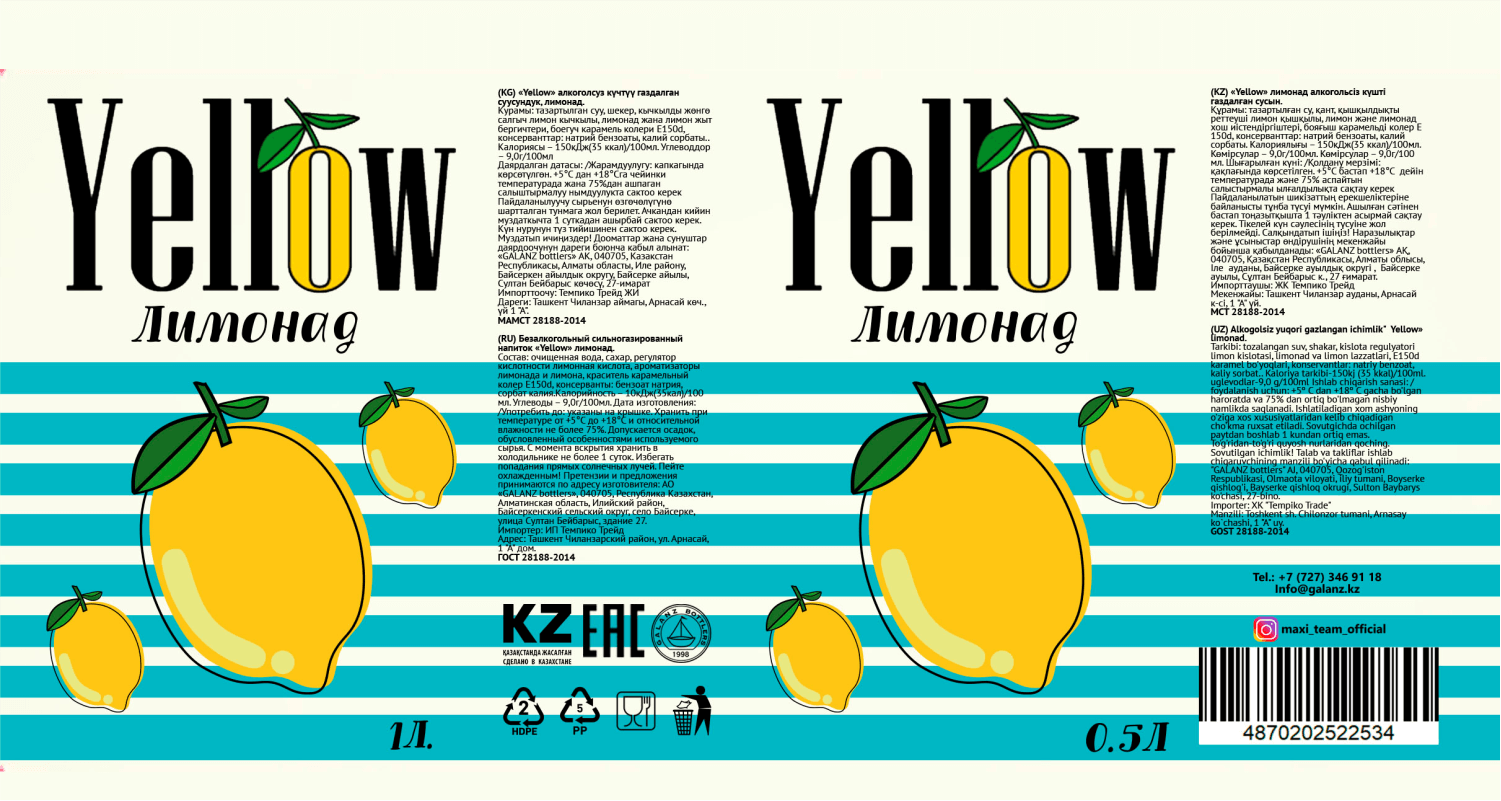 Yellow
Лимонад
1Л.
(KG) «Yellow» алкоголсуз күчтүү газдалган
суусундук, лимонад.
Курамы: тазартылган суу, шекер, кычкылды жөнгө
салгыч лимон кычкылы, лимонад жана лимон жыт
бергичтери, боегуч карамель колери Е150d,
консерванттар: натрий бензоаты, калий сорбаты..
Калориясы – 150кДж(35 ккал)/100мл. Углеводдор
– 9,0г/100мл
Даярдалган датасы: /Жарамдуулугу: капкагында
көрсөтүлгөн. +5°С дан +18°Сга чейинки
температурада жана 75%дан ашпаган
салыштырмалуу нымдуулукта сактоо керек
Пайдаланылуучу сырьенун өзгөчөлүгүнө
шартталган тунмага жол берилет. Ачкандан кийин
муздаткычта 1 суткадан ашырбай сактоо керек.
Күн нурунун түз тийишинен сактоо керек.
Муздатып ичиңиздер! Дооматтар жана сунуштар
даярдоочунун дареги боюнча кабыл алынат:
«GALANZ bottlers» АК, 040705, Казакстан
Республикасы, Алматы областы, Иле району,
Байсеркен айылдык округу, Байсерке айылы,
Султан Бейбарыс көчөсү, 27-имарат
Импорттоочу: Темпико Трейд ЖИ
Дареги: Ташкент Чиланзар аймагы, Арнасай көч.,
үй 1 "А".
МАМСТ 28188-2014
(RU) Безалкогольный сильногазированный
напиток «Yellow» лимонад.
Состав: очищенная вода, сахар, регулятор
кислотности лимонная кислота, ароматизаторы
лимонада и лимона, краситель карамельный
колер Е150d, консерванты: бензоат натрия,
сорбат калия.Калорийность – 10кДж(35кал)/100
мл. Углеводы – 9,0г/100мл. Дата изготовления:
/Употребить до: указаны на крышке. Хранить при
температуре от +5°С до +18°С и относительной
влажности не более 75%. Допускается осадок,
обусловленный особенностями используемого
сырья. С момента вскрытия хранить в
холодильнике не более 1 суток. Избегать
попадания прямых солнечных лучей. Пейте
охлажденным! Претензии и предложения
принимаются по адресу изготовителя: АО
«GALANZ bottlers», 040705, Республика Казахстан,
Алматинская область, Илийский район,
Байсеркенский сельский округ, село Байсерке,
улица Султан Бейбарыс, здание 27.
Импортер: ИП Темпико Трейд
Адрес: Ташкент Чиланзарский район, ул. Арнасай,
1 "А" дом.
ГОСТ 28188-2014
KZ
ҚАЗАҚСТАНДА ЖАСАЛҒАН
СДЕЛАНО В КАЗАХСТАНЕ
EAC
GALANZ BOTTLERS
1998
2
HDPE
5
PP
Yellow
Лимонад
0.5Л
(KZ) «Yellow» лимонад алкогольсіз күшті
газдалған сусын.
Құрамы: тазартылған су, қант, қышқылдықты
реттеуші лимон қышқылы, лимон және лимонад
хош иістендіргіштері, бояғыш карамельді колер Е
150d, консерванттар: натрий бензоаты, калий
сорбаты. Калориялығы – 150кДж(35 ккал)/100мл.
Көмірсулар – 9,0г/100мл. Көмірсулар – 9,0г/100
мл. Шығарылған күні: /Қолдану мерзімі:
қақпағында көрсетілген. +5°С бастап +18°С дейін
температурада және 75% аспайтын
салыстырмалы ылғалдылықта сақтау керек
Пайдаланылатын шикізаттың ерекшеліктеріне
байланысты тұнба түсуі мүмкін. Ашылған сәтінен
бастап тоңазытқышта 1 тәуліктен асырмай сақтау
керек. Тікелей күн сәулесінің түсуіне жол
берілмейді. Салқындатып ішіңіз! Наразылықтар
және ұсыныстар өндірушінің мекенжайы
бойынша қабылданады: «GALANZ bottlers» АҚ,
040705, Қазақстан Республикасы, Алматы облысы,
Іле ауданы, Байсерке ауылдық округі , Байсерке
ауылы, Сұлтан Бейбарыс к., 27 ғимарат.
Импорттаушы: ЖК Темпико Трейд
Мекенжайы: Ташкент Чиланзар ауданы, Арнасай
к-сі, 1 "А" үй.
МСТ 28188-2014
(UZ) Alkogolsiz yuqori gazlangan ichimlik" Yellow»
limonad.
Tarkibi: tozalangan suv, shakar, kislota regulyatori
limon kislotasi, limonad va limon lazzatlari, E150d
karamel bo'yoqlari, konservantlar: natriy benzoat,
kaliy sorbat.. Kaloriya tarkibi-150kj (35 kkal)/100ml.
uglevodlar-9,0 g/100ml Ishlab chiqarish sanasi: /
foydalanish uchun: +5° C dan +18° C gacha bo'lgan
haroratda va 75% dan ortiq bo'lmagan nisbiy
namlikda saqlanadi. Ishlatiladigan xom ashyoning
o'ziga xos xususiyatlaridan kelib chiqadigan
cho'kma ruxsat etiladi. Sovutgichda ochilgan
paytdan boshlab 1 kundan ortiq emas.
To'g'ridan-to'g'ri quyosh nurlaridan qoching.
Sovutilgan ichimlik! Talab va takliflar ishlab
chiqaruvchining manzili bo'yicha qabul qilinadi:
"GALANZ bottlers" AJ, 040705, Qozog'iston
Respublikasi, Olmaota viloyati, Iliy tumani, Boyserke
qishlog'i, Bayserke qishloq okrugi, Sulton Baybarys
ko'chasi, 27-bino.
Importer: XK "Tempiko Trade"
Manzili: Toshkent sh. Chilonzor tumani, Arnasay
ko`chashi, 1 "A" uy.
GOST 28188-2014
Tel.: +7 (727) 346 91 18
Info@galanz.kz
maxi_team_official
4870202522534